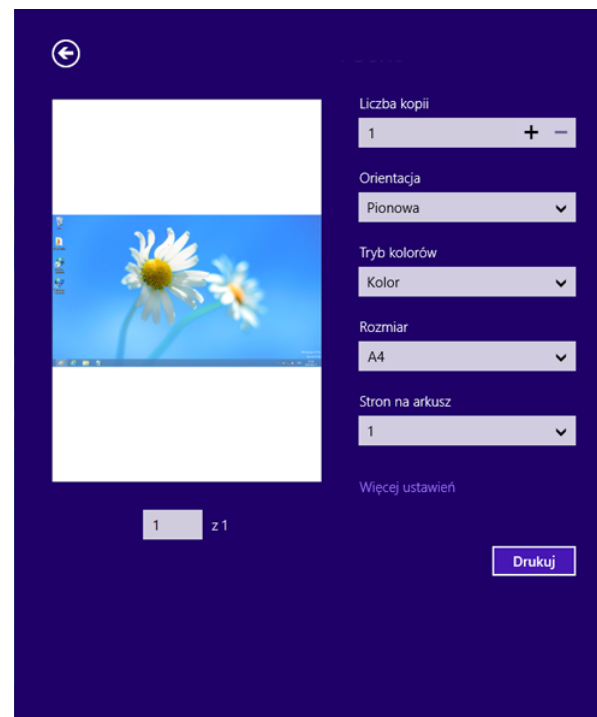 Liczba kopii
1
Orientacja
Pionowa
Tryb kolorów
Kolor
Rozmiar
A4
Stron na arkusz
1
Więcej ustawień
1 z 1
Drukuj